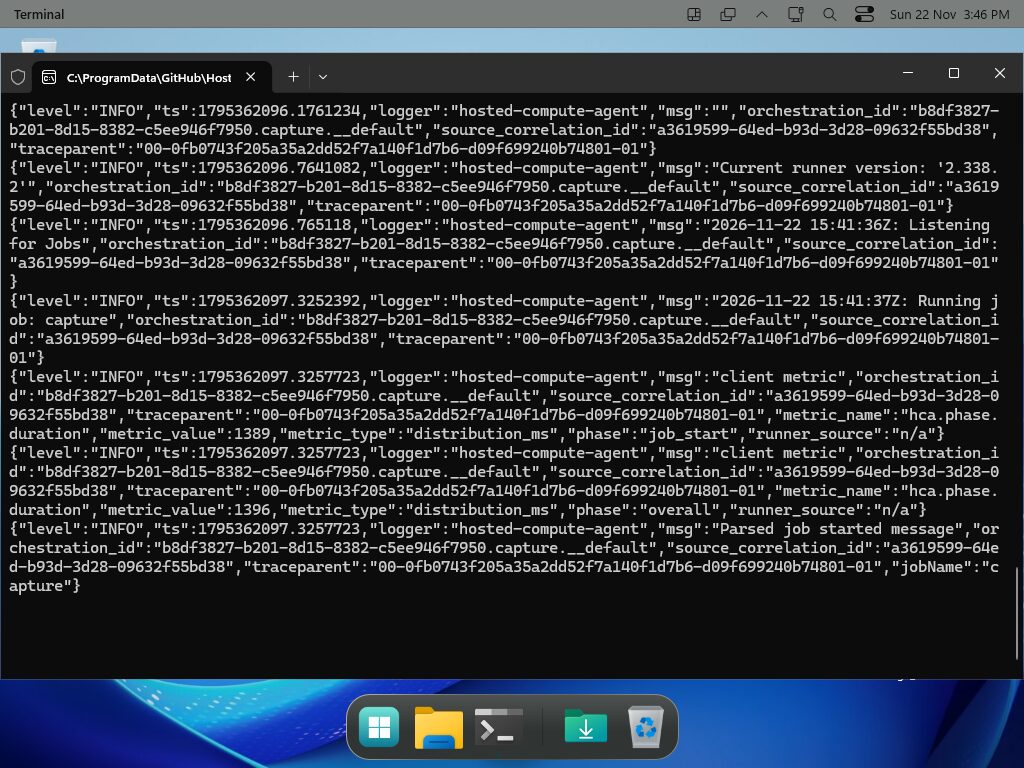 Terminal
Sun 22 Nov 3:46 PM
C:\ProgramData\GitHub\Host
{"level":"INFO","ts":1795362096.1761234,"logger":"hosted-compute-agent","msg":"","orchestration_id":"b8df3827-
b201-8d15-8382-c5ee946f7950.capture.__default","source_correlation_id":"a3619599-64ed-b93d-3d28-09632f55bd38",
"traceparent":"00-0fb0743f205a35a2dd52f7a140f1d7b6-d09f699240b74801-01"}
{"level":"INFO","ts":1795362096.7641082,"logger":"hosted-compute-agent","msg":"Current runner version: '2.338.
2'","orchestration_id":"b8df3827-b201-8d15-8382-c5ee946f7950.capture.__default","source_correlation_id":"a3619
599-64ed-b93d-3d28-09632f55bd38","traceparent":"00-0fb0743f205a35a2dd52f7a140f1d7b6-d09f699240b74801-01"}
{"level":"INFO","ts":1795362096.765118,"logger":"hosted-compute-agent","msg":"2026-11-22 15:41:36Z: Listening 
for Jobs","orchestration_id":"b8df3827-b201-8d15-8382-c5ee946f7950.capture.__default","source_correlation_id":
"a3619599-64ed-b93d-3d28-09632f55bd38","traceparent":"00-0fb0743f205a35a2dd52f7a140f1d7b6-d09f699240b74801-01"
}
{"level":"INFO","ts":1795362097.3252392,"logger":"hosted-compute-agent","msg":"2026-11-22 15:41:37Z: Running j
ob: capture","orchestration_id":"b8df3827-b201-8d15-8382-c5ee946f7950.capture.__default","source_correlation_i
d":"a3619599-64ed-b93d-3d28-09632f55bd38","traceparent":"00-0fb0743f205a35a2dd52f7a140f1d7b6-d09f699240b74801-
01"}
{"level":"INFO","ts":1795362097.3257723,"logger":"hosted-compute-agent","msg":"client metric","orchestration_i
d":"b8df3827-b201-8d15-8382-c5ee946f7950.capture.__default","source_correlation_id":"a3619599-64ed-b93d-3d28-0
9632f55bd38","traceparent":"00-0fb0743f205a35a2dd52f7a140f1d7b6-d09f699240b74801-01","metric_name":"hca.phase.
duration","metric_value":1389,"metric_type":"distribution_ms","phase":"job_start","runner_source":"n/a"}
{"level":"INFO","ts":1795362097.3257723,"logger":"hosted-compute-agent","msg":"client metric","orchestration_i
d":"b8df3827-b201-8d15-8382-c5ee946f7950.capture.__default","source_correlation_id":"a3619599-64ed-b93d-3d28-0
9632f55bd38","traceparent":"00-0fb0743f205a35a2dd52f7a140f1d7b6-d09f699240b74801-01","metric_name":"hca.phase.
duration","metric_value":1396,"metric_type":"distribution_ms","phase":"overall","runner_source":"n/a"}
{"level":"INFO","ts":1795362097.3257723,"logger":"hosted-compute-agent","msg":"Parsed job started message","or
chestration_id":"b8df3827-b201-8d15-8382-c5ee946f7950.capture.__default","source_correlation_id":"a3619599-64e
d-b93d-3d28-09632f55bd38","traceparent":"00-0fb0743f205a35a2dd52f7a140f1d7b6-d09f699240b74801-01","jobName":"c
apture"}